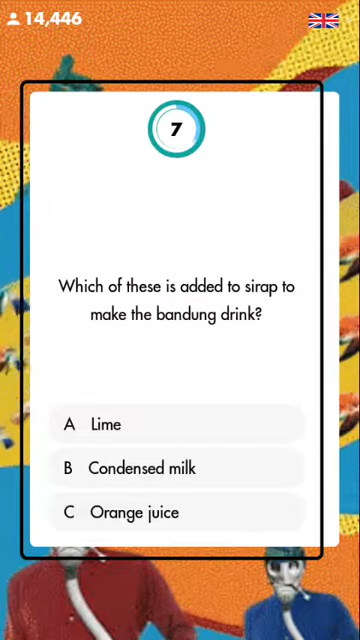 14,446
7
Which of these is added to sirap to
make the bandung drink?
A Lime
B Condensed milk
C Orange juice